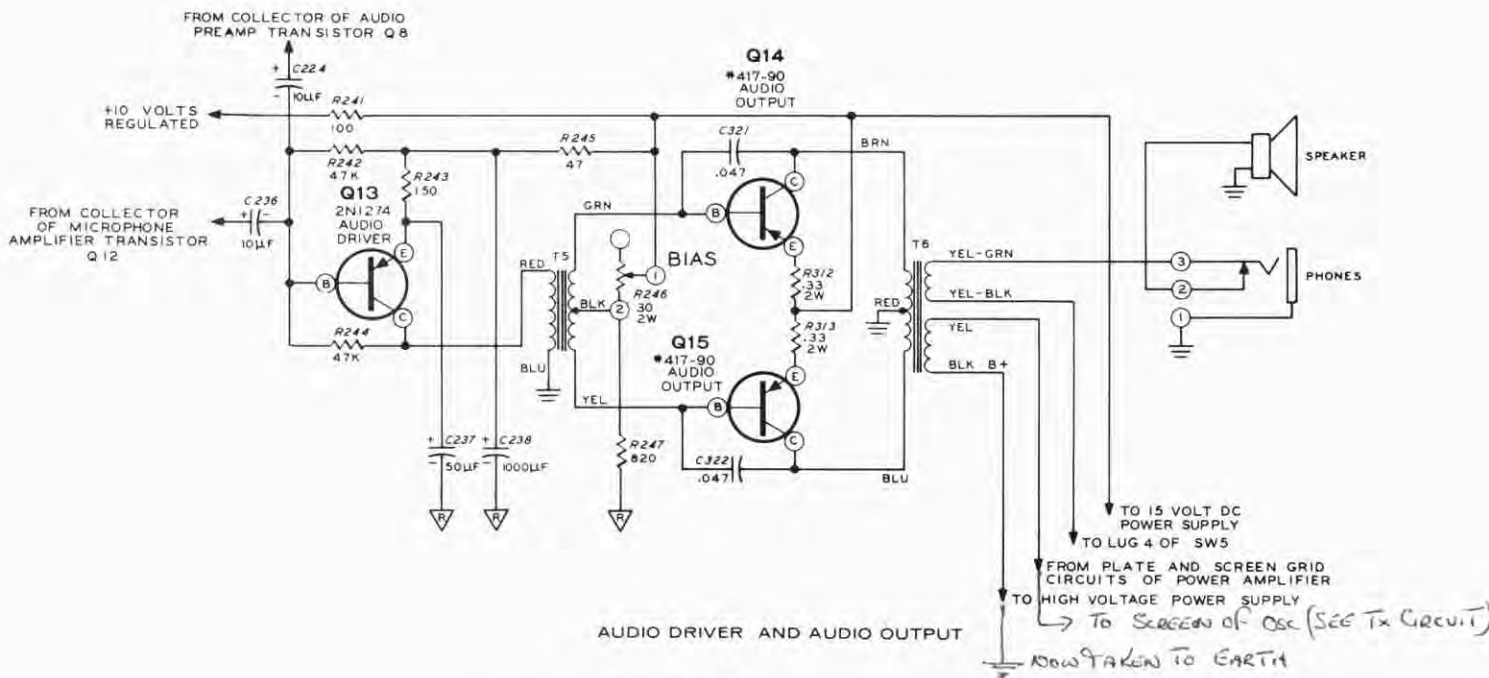 FROM COLLECTOR OF AUDIO
PREAMP TRANSISTOR Q8
+ C224
- 10µF
+10 VOLTS
REGULATED
R241
100
R242
47K
R243
150
R245
47
Q13
2N1274
AUDIO
DRIVER
C236
+ -
10µF
FROM COLLECTOR
OF MICROPHONE
AMPLIFIER TRANSISTOR
Q12
B
E
C
R244
47K
+ C237
- 50µF
+ C238
- 1000µF
R
R
R
RED
T5
BLU
GRN
BLK
YEL
BIAS
1
2
R246
30
2W
R247
820
Q14
#417-90
AUDIO
OUTPUT
C321
.047
B
C
E
R312
.33
2W
R313
.33
2W
Q15
#417-90
AUDIO
OUTPUT
B
E
C
C322
.047
BRN
RED
BLU
T6
YEL-GRN
YEL-BLK
YEL
BLK B+
SPEAKER
3
2
1
PHONES
TO 15 VOLT DC
POWER SUPPLY
TO LUG 4 OF SW5
FROM PLATE AND SCREEN GRID
CIRCUITS OF POWER AMPLIFIER
TO HIGH VOLTAGE POWER SUPPLY
TO SCREEN OF OSC (SEE TX CIRCUIT)
NOW TAKEN TO EARTH
AUDIO DRIVER AND AUDIO OUTPUT